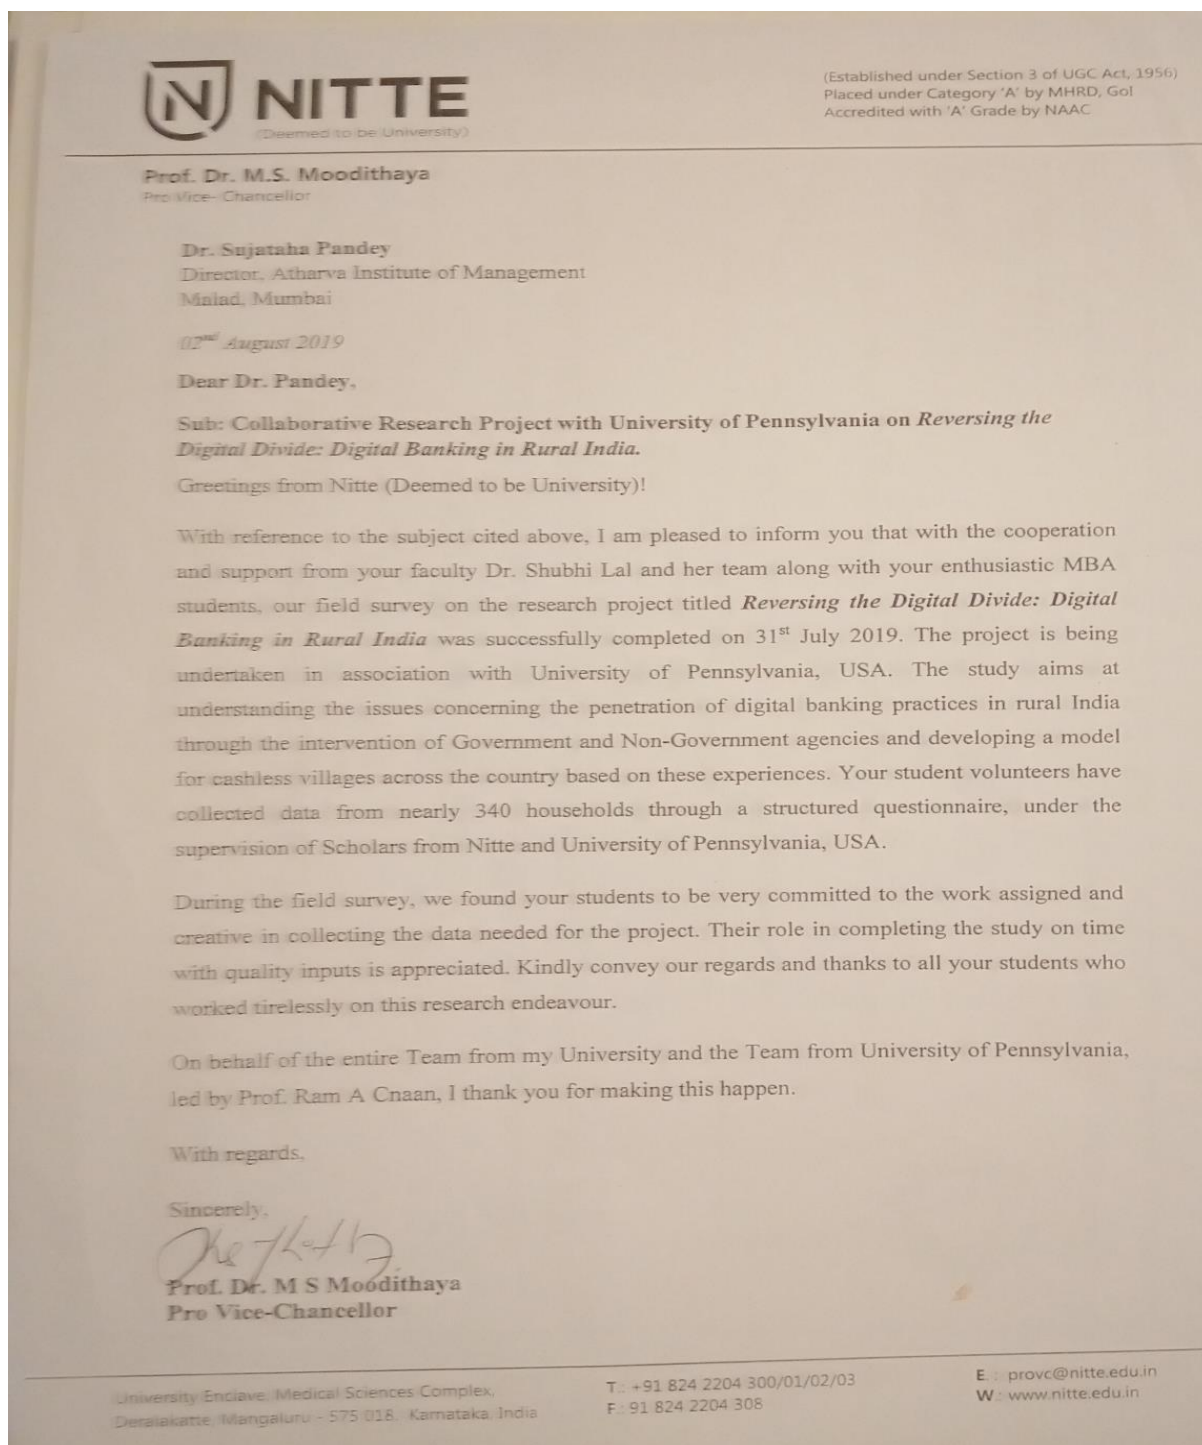 N NITTE
(Deemed to be University)
(Established under Section 3 of UGC Act, 1956)
Placed under Category 'A' by MHRD, GoI
Accredited with 'A' Grade by NAAC
Prof. Dr. M.S. Moodithaya
Pro Vice- Chancellor
Dr. Sujataha Pandey
Director, Atharva Institute of Management
Malad, Mumbai
02nd August 2019
Dear Dr. Pandey,
Sub: Collaborative Research Project with University of Pennsylvania on Reversing the
Digital Divide: Digital Banking in Rural India.
Greetings from Nitte (Deemed to be University)!
With reference to the subject cited above, I am pleased to inform you that with the cooperation
and support from your faculty Dr. Shubhi Lal and her team along with your enthusiastic MBA
students, our field survey on the research project titled Reversing the Digital Divide: Digital
Banking in Rural India was successfully completed on 31st July 2019. The project is being
undertaken in association with University of Pennsylvania, USA. The study aims at
understanding the issues concerning the penetration of digital banking practices in rural India
through the intervention of Government and Non-Government agencies and developing a model
for cashless villages across the country based on these experiences. Your student volunteers have
collected data from nearly 340 households through a structured questionnaire, under the
supervision of Scholars from Nitte and University of Pennsylvania, USA.
During the field survey, we found your students to be very committed to the work assigned and
creative in collecting the data needed for the project. Their role in completing the study on time
with quality inputs is appreciated. Kindly convey our regards and thanks to all your students who
worked tirelessly on this research endeavour.
On behalf of the entire Team from my University and the Team from University of Pennsylvania,
led by Prof. Ram A Cnaan, I thank you for making this happen.
With regards,
Sincerely,
Prof. Dr. M S Moodithaya
Pro Vice-Chancellor
University Enclave, Medical Sciences Complex,
Deralakatte, Mangaluru - 575 018. Karnataka, India
T.: +91 824 2204 300/01/02/03
F.: 91 824 2204 308
E. : provc@nitte.edu.in
W.: www.nitte.edu.in